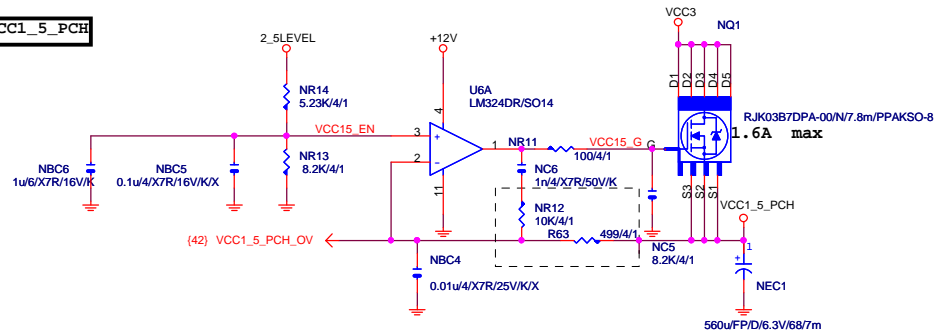 CC1_5_PCH
2_5LEVEL
+12V
VCC3
NQ1
NR14
5.23K/4/1
U6A
LM324DR/SO14
D1
D2
D3
D4
D5
RJK03B7DPA-00/N/7.8m/PPAKSO-8
1.6A max
VCC15_EN
4
3
+
2
-
1
11
NR11
100/4/1
VCC15_G
G
NBC6
1u/6/X7R/16V/K
NBC5
0.1u/4/X7R/16V/K/X
NR13
8.2K/4/1
NC6
1n/4/X7R/50V/K
S3
S2
S1
NR12
10K/4/1
VCC1_5_PCH
{42} VCC1_5_PCH_OV
R63
499/4/1
NC5
8.2K/4/1
1
+
NBC4
0.01u/4/X7R/25V/K/X
NEC1
560u/FP/D/6.3V/68/7m